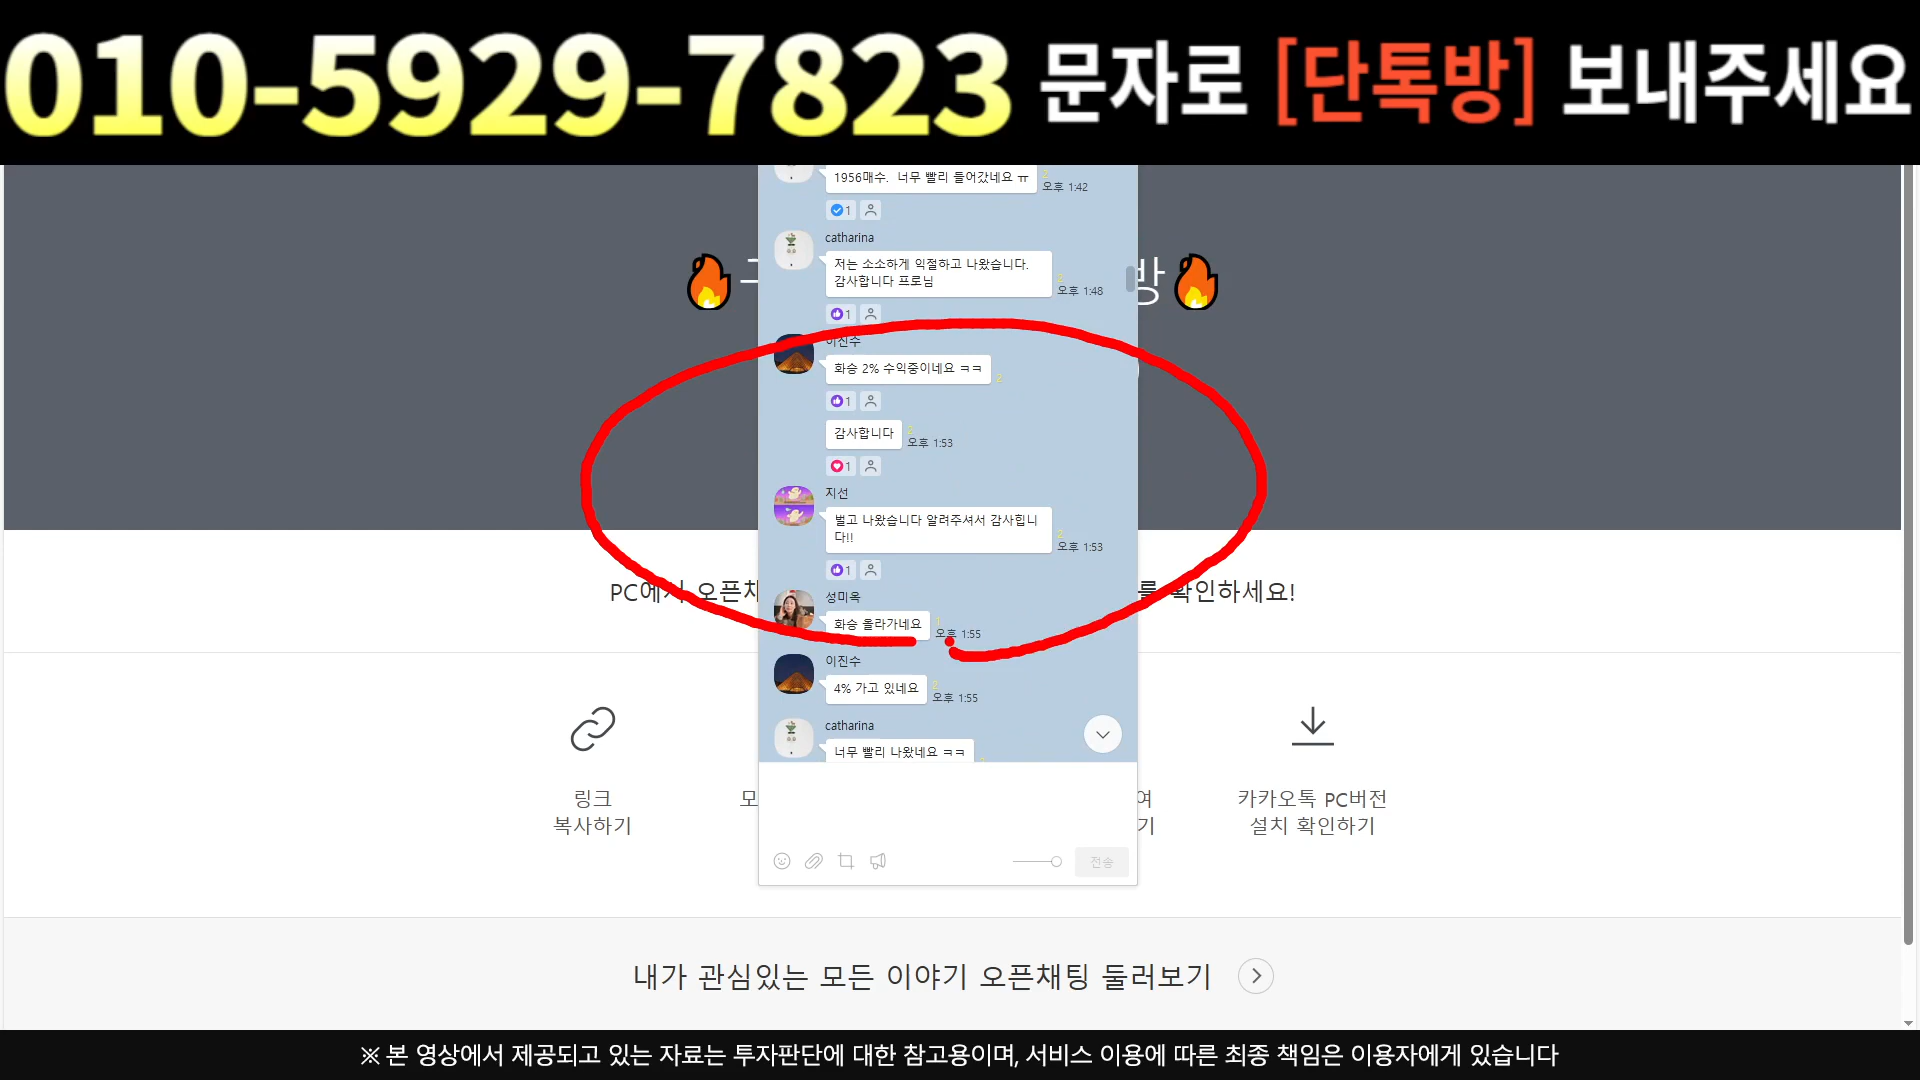 010-5929-7823 문자로 [단톡방] 보내주세요
1956매수. 너무 빨리 들어갔네요 ㅠ
2
오후 1:42
1
catharina
저는 소소하게 익절하고 나왔습니다.
감사합니다 프로님
2
오후 1:48
방
1
이진수
화승 2% 수익중이네요 ㅋㅋ
2
1
감사합니다
2
오후 1:53
1
지선
벌고 나왔습니다 알려주셔서 감사힙니
다!!
2
오후 1:53
1
PC에서 오픈채
를 확인하세요!
성미옥
화승 올라가네요
오후 1:55
이진수
4% 가고 있네요
2
오후 1:55
catharina
너무 빨리 나왔네요 ㅋㅋ
링크
복사하기
모
여
기
카카오톡 PC버전
설치 확인하기
전송
내가 관심있는 모든 이야기 오픈채팅 둘러보기
※ 본 영상에서 제공되고 있는 자료는 투자판단에 대한 참고용이며, 서비스 이용에 따른 최종 책임은 이용자에게 있습니다